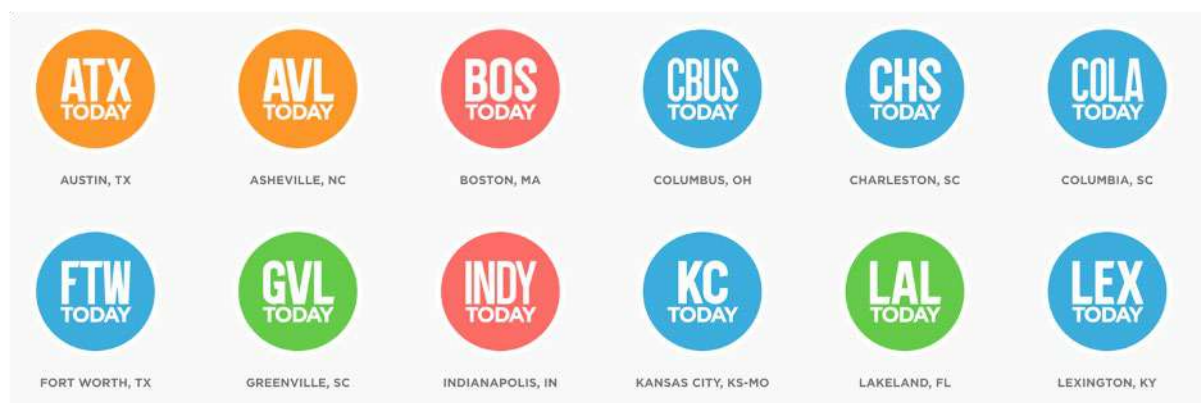 ATX
TODAY
AUSTIN, TX
AVL
TODAY
ASHEVILLE, NC
BOS
TODAY
BOSTON, MA
CBUS
TODAY
COLUMBUS, OH
CHS
TODAY
CHARLESTON, SC
COLA
TODAY
COLUMBIA, SC
FTW
TODAY
FORT WORTH, TX
GVL
TODAY
GREENVILLE, SC
INDY
TODAY
INDIANAPOLIS, IN
KC
TODAY
KANSAS CITY, KS-MO
LAL
TODAY
LAKELAND, FL
LEX
TODAY
LEXINGTON, KY